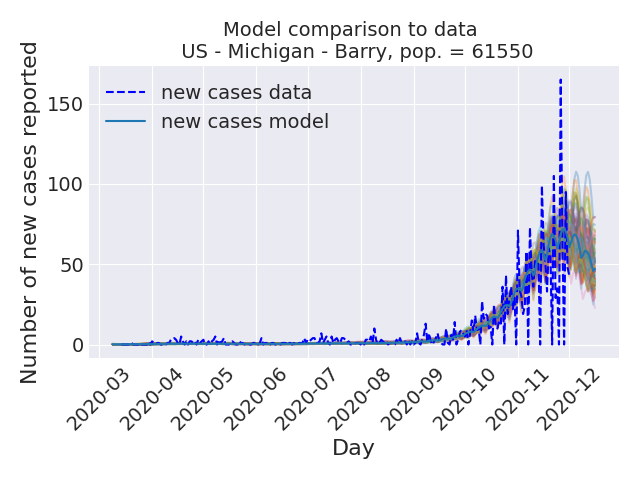 Model comparison to data
US - Michigan - Barry, pop. = 61550
Number of new cases reported
150
100
50
0
new cases data
new cases model
2020-03
2020-04
2020-05
2020-06
2020-07
2020-08
2020-09
2020-10
2020-11
2020-12
Day